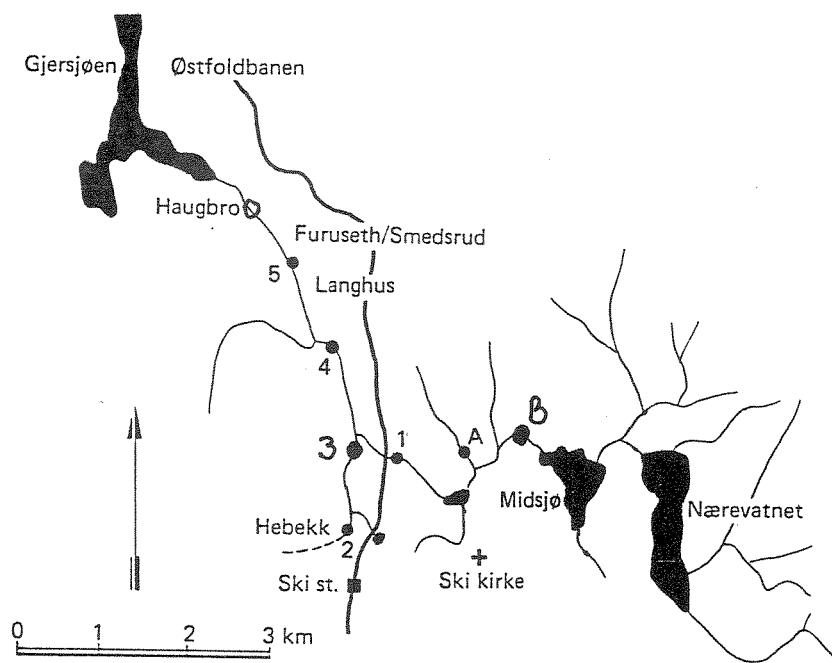 Gjersjøen
Østfoldbanen
Haugbro
Furuseth/Smedsrud
5
Langhus
4
B
3
1
A
Midsjø
Nærevatnet
Hebekk
2
Ski st.
Ski kirke
0 1 2 3 km